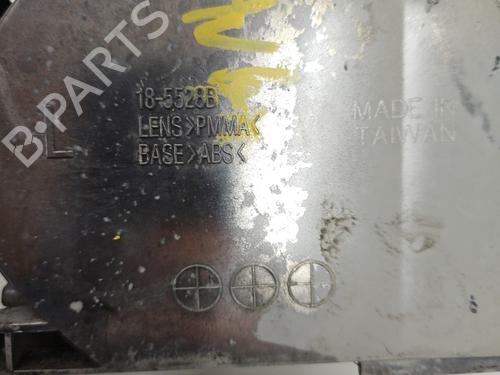 18-5528B
LENS>PMMA<
BASE>ABS<
L
MADE IN
TAIWAN
B-PARTS